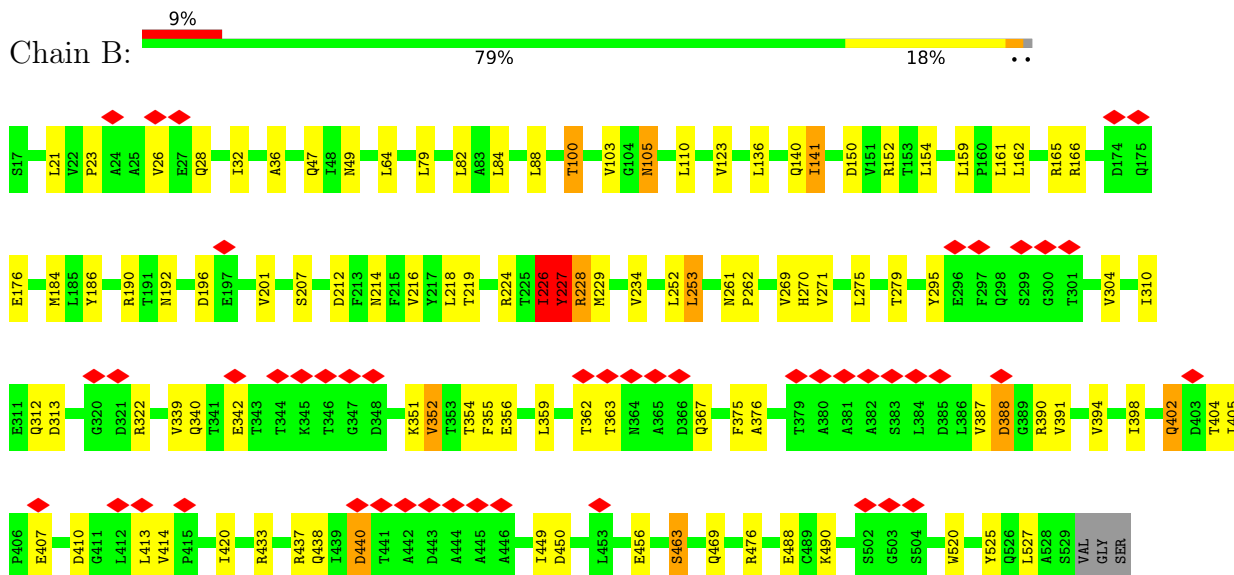 9%
Chain B:
79% 18% • •
S17 L21 V22 P23 A24 A25 V26 E27 Q28 I32 A36 Q47 I48 N49 L64 L79 L82 A83 L84 L88 T100 V103 G104 N105 L110 V123 L136 Q140 I141 D150 V151 R152 T153 L154 L159 P160 L161 L162 R165 R166 D174 Q175
E176 M184 L185 Y186 R190 T191 N192 D196 E197 V201 S207 D212 F213 N214 F215 V216 Y217 L218 T219 R224 T225 I226 Y227 R228 M229 V234 L252 L253 N261 P262 V269 H270 V271 L275 T279 Y295 E296 F297 Q298 S299 G300 T301 V304 I310
E311 Q312 D313 G320 D321 R322 V339 Q340 T341 E342 T343 T344 K345 T346 G347 D348 K351 V352 T353 T354 F355 E356 L359 T362 T363 N364 A365 D366 Q367 F375 A376 T379 A380 A381 A382 S383 L384 D385 L386 V387 D388 G389 R390 V391 V394 I398 Q402 D403 T404 I405
P406 E407 D410 G411 L412 L413 V414 P415 I420 R433 R437 Q438 I439 D440 T441 A442 D443 A444 A445 A446 I449 D450 L453 E456 S463 Q469 R476 E488 C489 K490 S502 G503 S504 W520 Y525 Q526 L527 A528 S529 VAL GLY SER